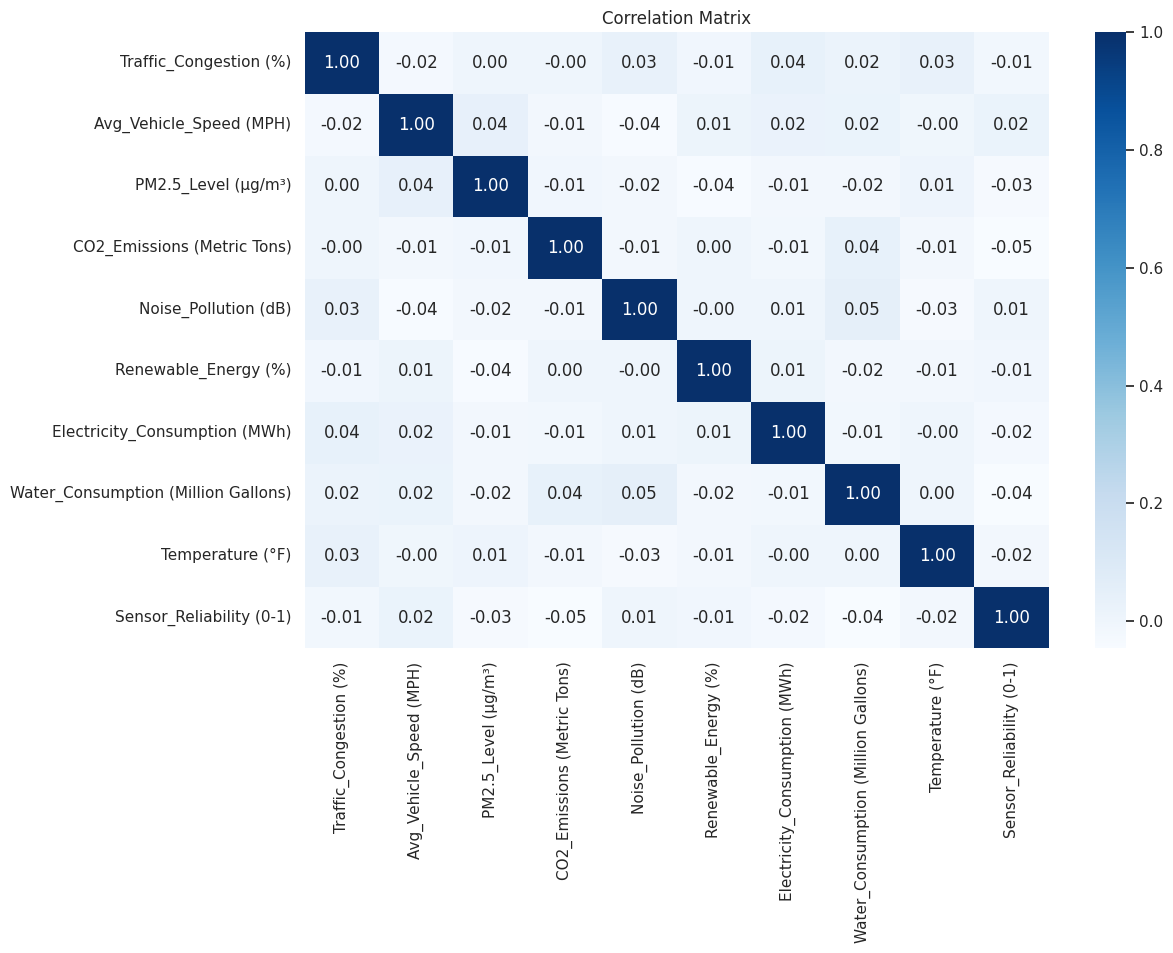 Correlation Matrix
Traffic_Congestion (%) 1.00 -0.02 0.00 -0.00 0.03 -0.01 0.04 0.02 0.03 -0.01
Avg_Vehicle_Speed (MPH) -0.02 1.00 0.04 -0.01 -0.04 0.01 0.02 0.02 -0.00 0.02
PM2.5_Level (µg/m³) 0.00 0.04 1.00 -0.01 -0.02 -0.04 -0.01 -0.02 0.01 -0.03
CO2_Emissions (Metric Tons) -0.00 -0.01 -0.01 1.00 -0.01 0.00 -0.01 0.04 -0.01 -0.05
Noise_Pollution (dB) 0.03 -0.04 -0.02 -0.01 1.00 -0.00 0.01 0.05 -0.03 0.01
Renewable_Energy (%) -0.01 0.01 -0.04 0.00 -0.00 1.00 0.01 -0.02 -0.01 -0.01
Electricity_Consumption (MWh) 0.04 0.02 -0.01 -0.01 0.01 0.01 1.00 -0.01 -0.00 -0.02
Water_Consumption (Million Gallons) 0.02 0.02 -0.02 0.04 0.05 -0.02 -0.01 1.00 0.00 -0.04
Temperature (°F) 0.03 -0.00 0.01 -0.01 -0.03 -0.01 -0.00 0.00 1.00 -0.02
Sensor_Reliability (0-1) -0.01 0.02 -0.03 -0.05 0.01 -0.01 -0.02 -0.04 -0.02 1.00
Traffic_Congestion (%)
Avg_Vehicle_Speed (MPH)
PM2.5_Level (µg/m³)
CO2_Emissions (Metric Tons)
Noise_Pollution (dB)
Renewable_Energy (%)
Electricity_Consumption (MWh)
Water_Consumption (Million Gallons)
Temperature (°F)
Sensor_Reliability (0-1)
1.0
0.8
0.6
0.4
0.2
0.0